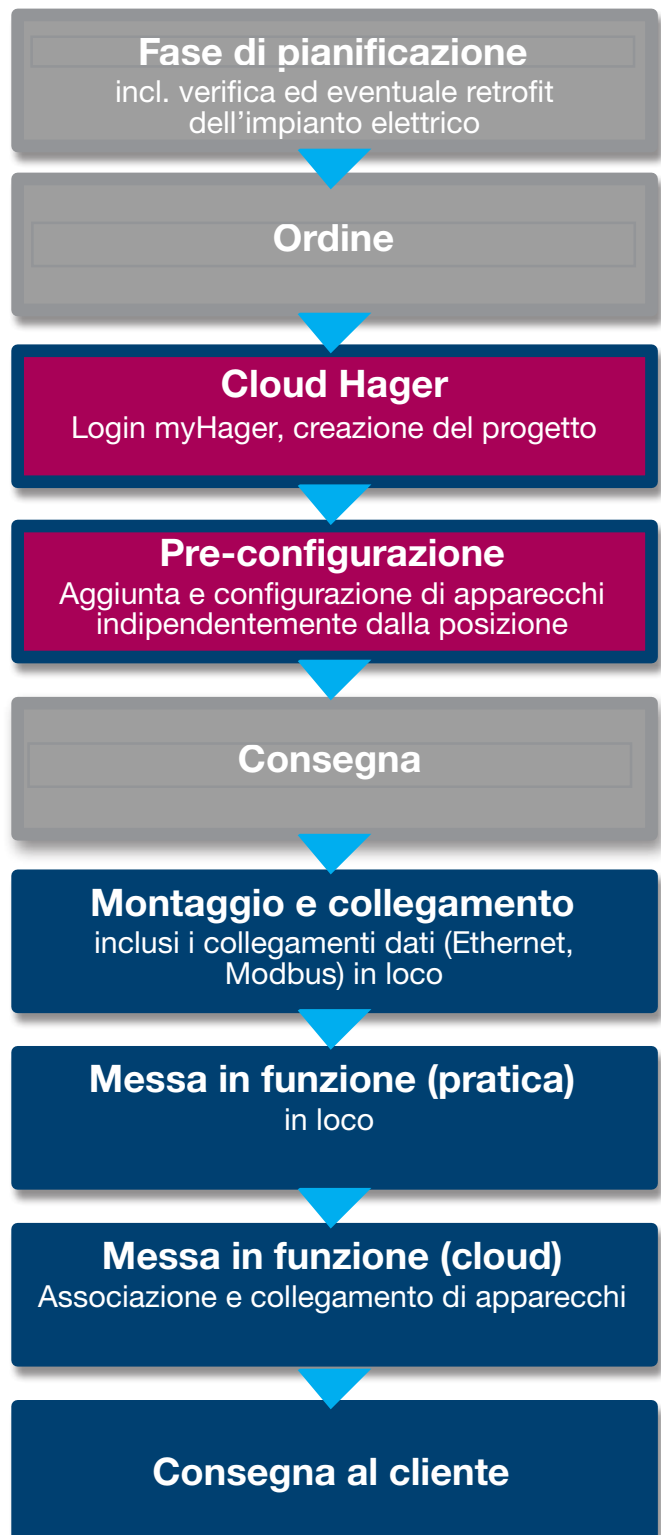 Fase di pianificazione
incl. verifica ed eventuale retrofit
dell'impianto elettrico
Ordine
Cloud Hager
Login myHager, creazione del progetto
Pre-configurazione
Aggiunta e configurazione di apparecchi
indipendentemente dalla posizione
Consegna
Montaggio e collegamento
inclusi i collegamenti dati (Ethernet,
Modbus) in loco
Messa in funzione (pratica)
in loco
Messa in funzione (cloud)
Associazione e collegamento di apparecchi
Consegna al cliente